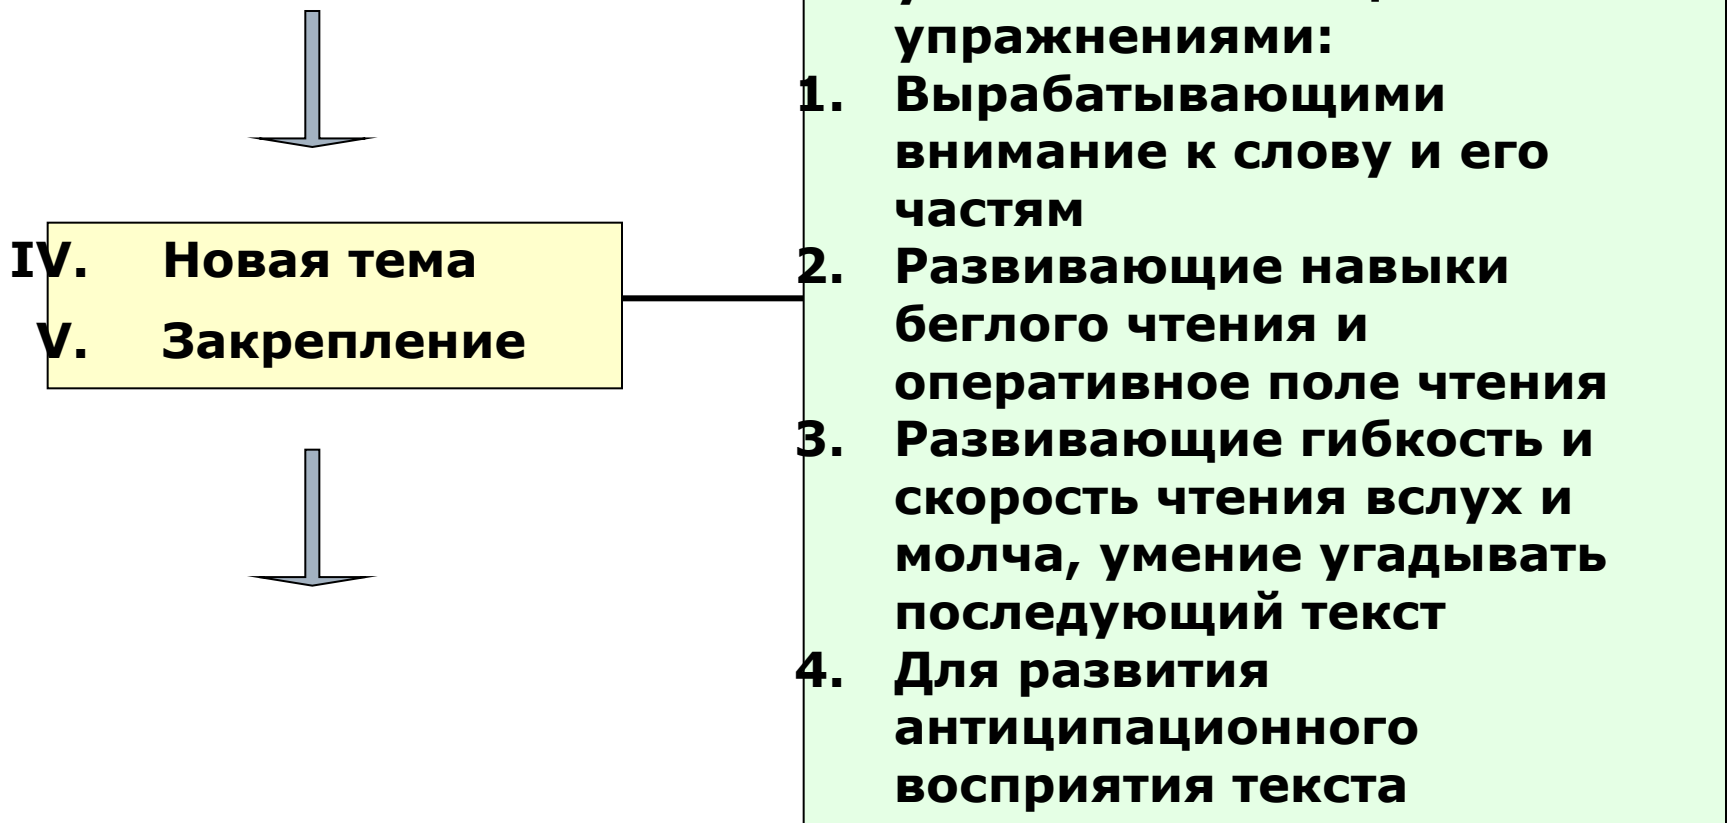 IV. Новая тема
V. Закрепление
упражнениями:
1. Вырабатывающими
внимание к слову и его
частям
2. Развивающие навыки
беглого чтения и
оперативное поле чтения
3. Развивающие гибкость и
скорость чтения вслух и
молча, умение угадывать
последующий текст
4. Для развития
антиципационного
восприятия текста